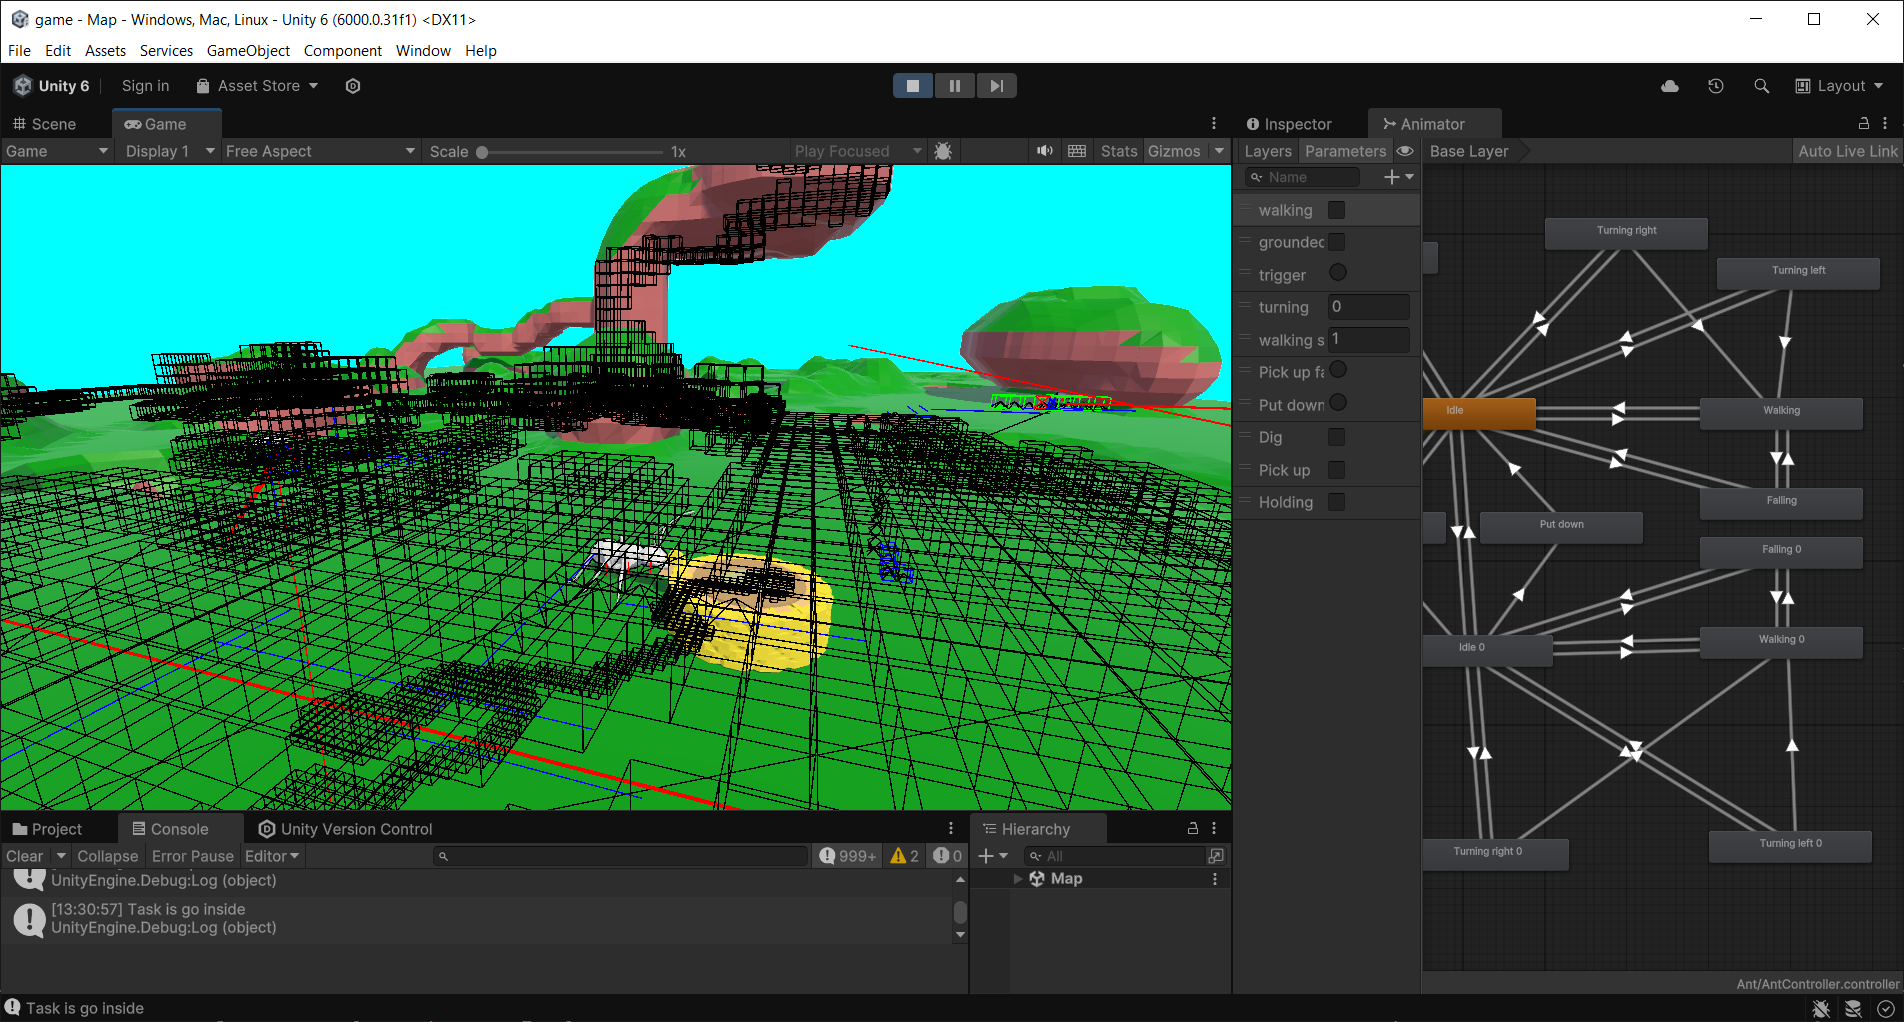 game - Map - Windows, Mac, Linux - Unity 6 (6000.0.31f1) <DX11>
File Edit Assets Services GameObject Component Window Help
Unity 6 Sign in Asset Store Layout
Scene Game Inspector Animator
Game Display 1 Free Aspect Scale 1x Play Focused Stats Gizmos Layers Parameters Base Layer Auto Live Link
Name
walking
grounded
trigger
turning 0
walking s 1
Pick up fa
Put down
Dig
Pick up
Holding
Turning right
Turning left
Idle Walking
Falling
Put down
Falling 0
Idle 0 Walking 0
Turning right 0 Turning left 0
Ant/AntController.controller
Project Console Unity Version Control Hierarchy
Clear Collapse Error Pause Editor 999+ 2 0 All
Map
UnityEngine.Debug:Log (object)
[13:30:57] Task is go inside
UnityEngine.Debug:Log (object)
Task is go inside